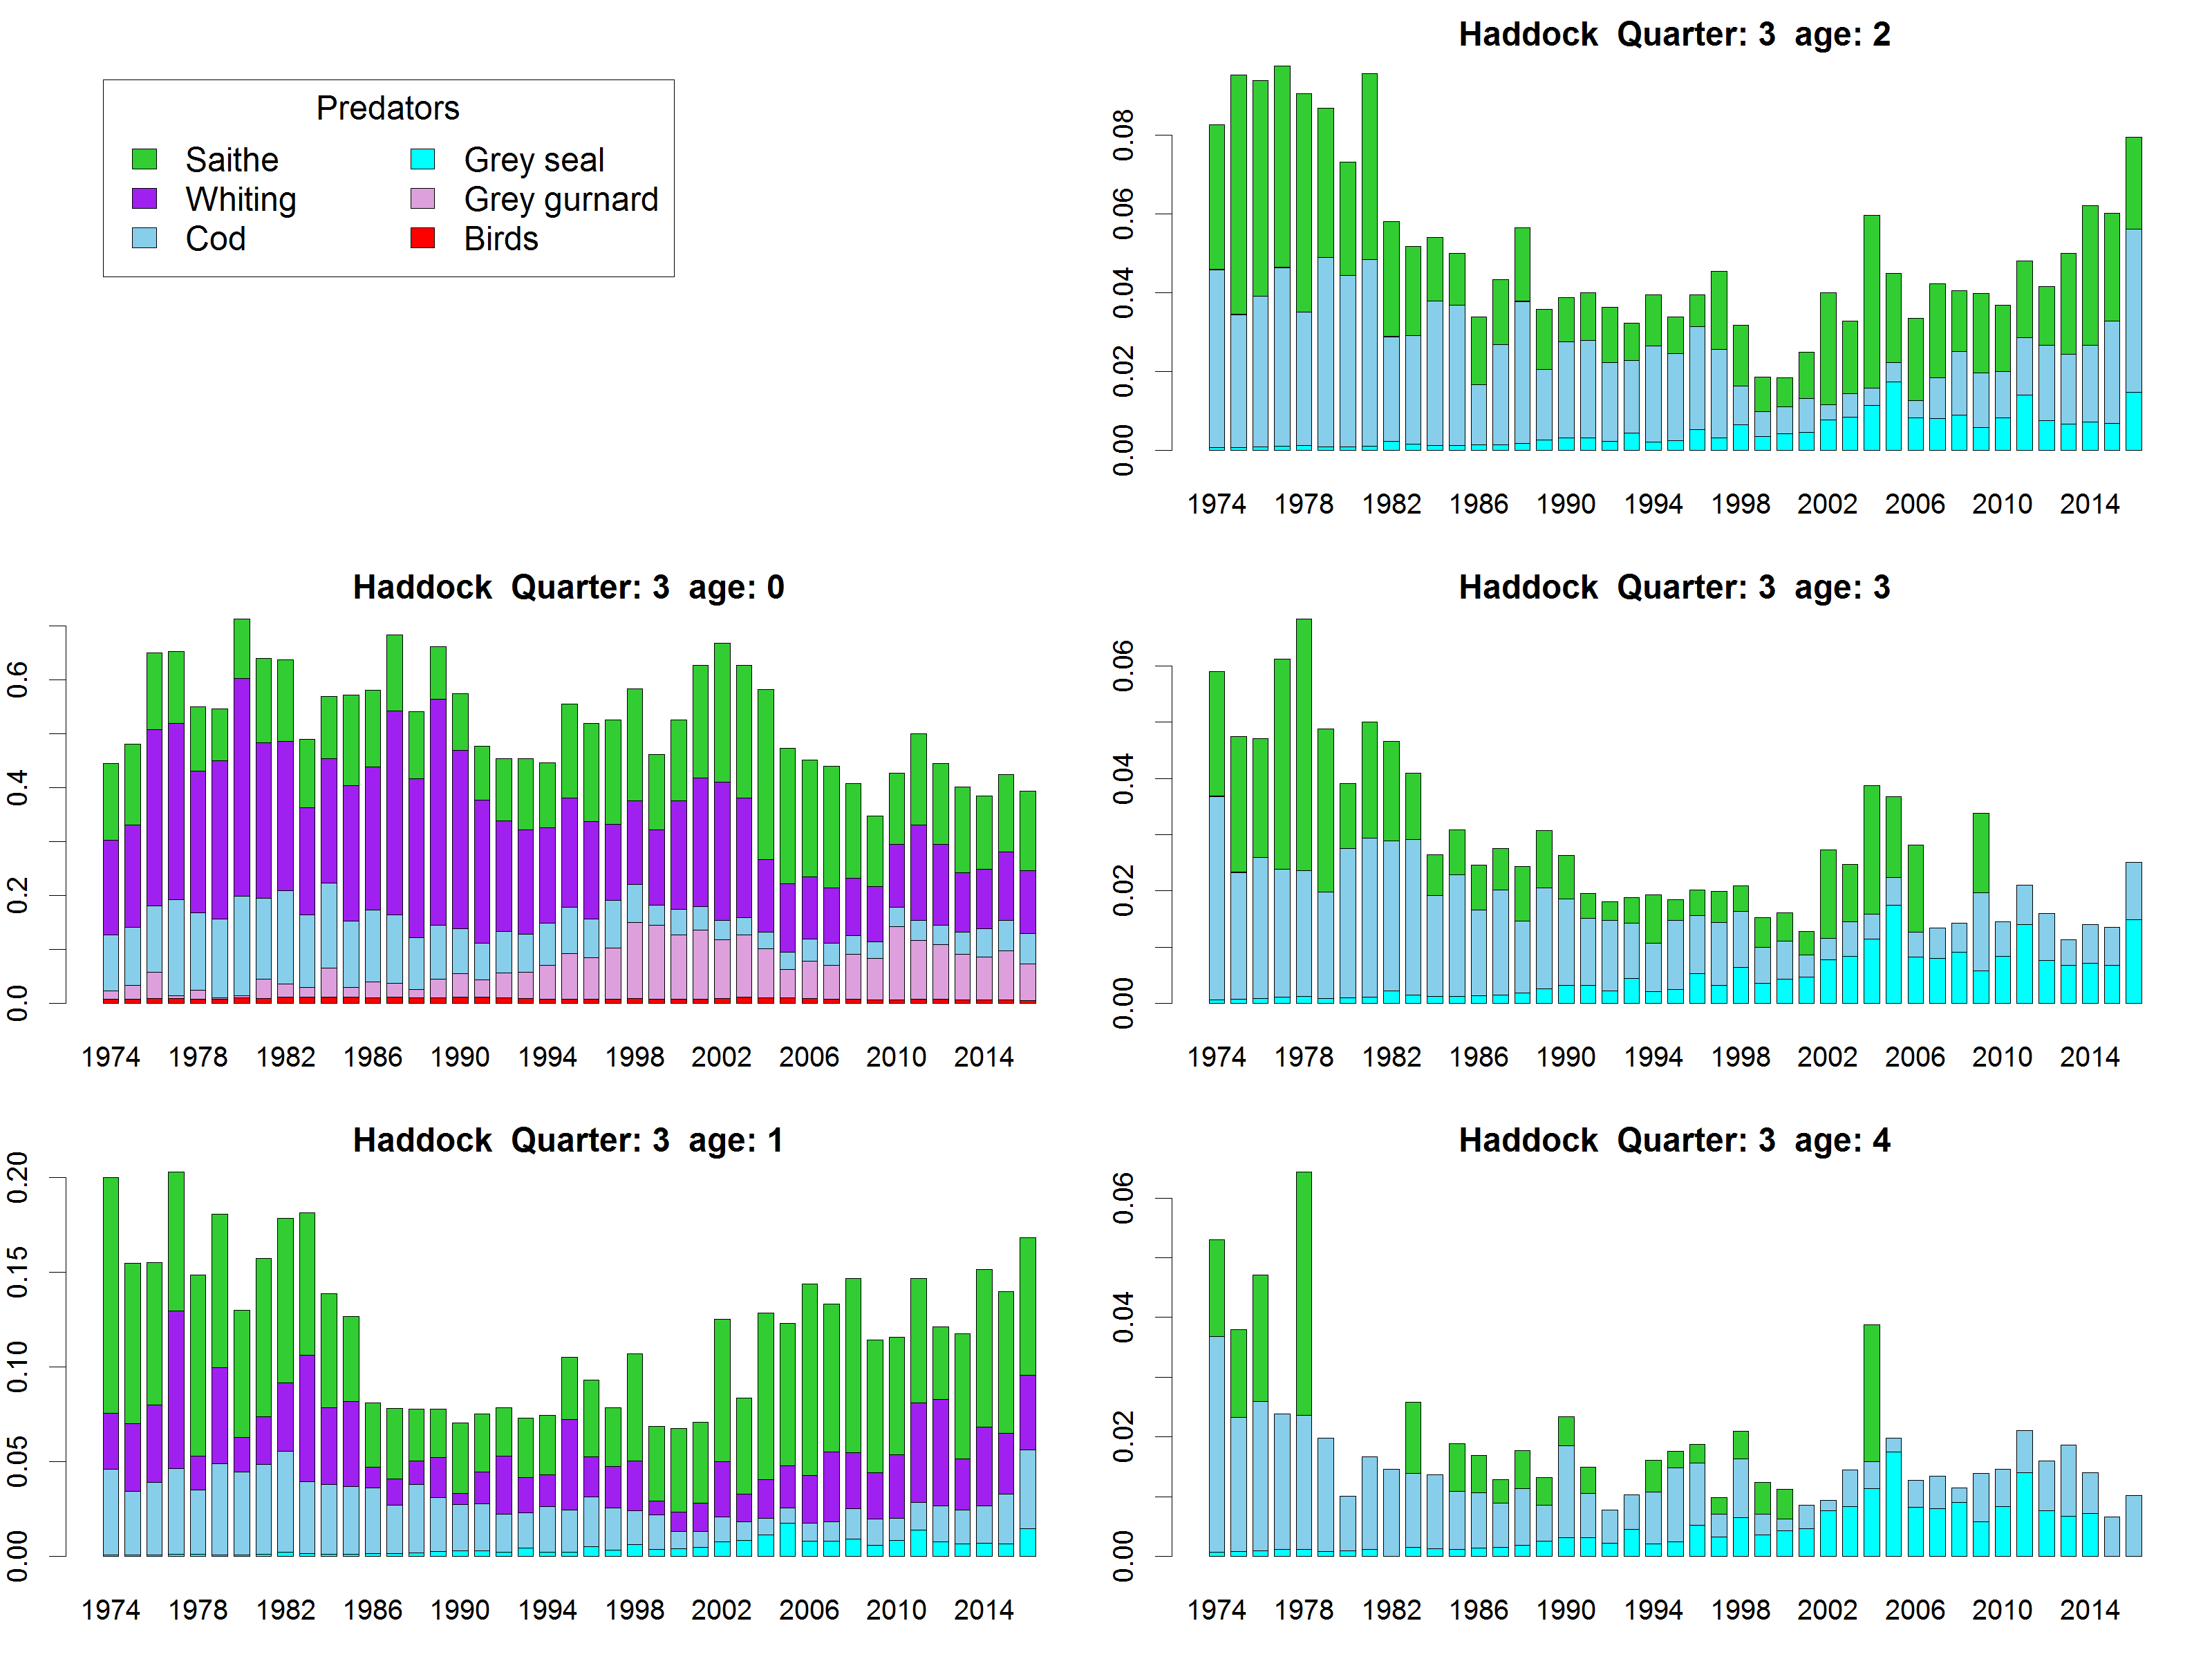 Predators
Saithe Grey seal
Whiting Grey gurnard
Cod Birds
Haddock Quarter: 3 age: 2
0.08
0.06
0.04
0.02
0.00
1974 1978 1982 1986 1990 1994 1998 2002 2006 2010 2014
Haddock Quarter: 3 age: 0
0.6
0.4
0.2
0.0
1974 1978 1982 1986 1990 1994 1998 2002 2006 2010 2014
Haddock Quarter: 3 age: 3
0.06
0.04
0.02
0.00
1974 1978 1982 1986 1990 1994 1998 2002 2006 2010 2014
Haddock Quarter: 3 age: 1
0.20
0.15
0.10
0.05
0.00
1974 1978 1982 1986 1990 1994 1998 2002 2006 2010 2014
Haddock Quarter: 3 age: 4
0.06
0.04
0.02
0.00
1974 1978 1982 1986 1990 1994 1998 2002 2006 2010 2014